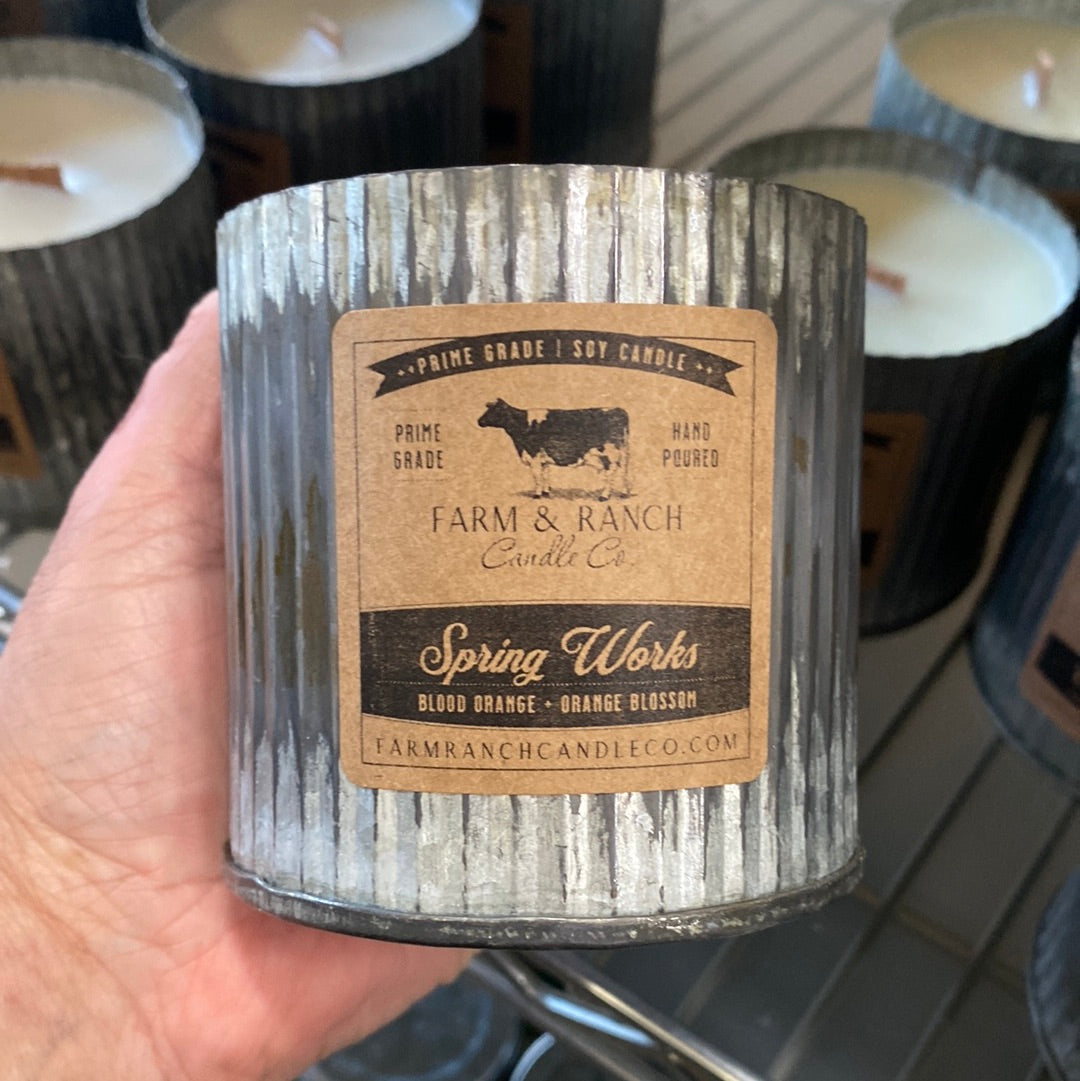 PRIME GRADE | SOY CANDLE
PRIME GRADE
HAND POURED
FARM & RANCH
Candle Co.
Spring Works
BLOOD ORANGE • ORANGE BLOSSOM
FARMRANCHCANDLECO.COM